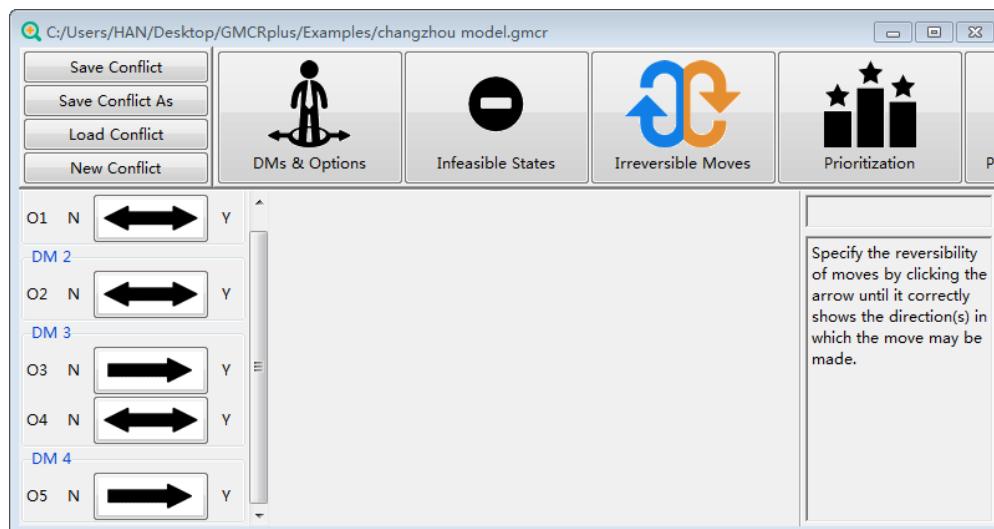 C:/Users/HAN/Desktop/GMCRplus/Examples/changzhou model.gmcr
Save Conflict
Save Conflict As
Load Conflict
New Conflict
DMs & Options
Infeasible States
Irreversible Moves
Prioritization
P
O1 N Y
DM 2
O2 N Y
DM 3
O3 N Y
O4 N Y
DM 4
O5 N Y
Specify the reversibility
of moves by clicking the
arrow until it correctly
shows the direction(s) in
which the move may be
made.